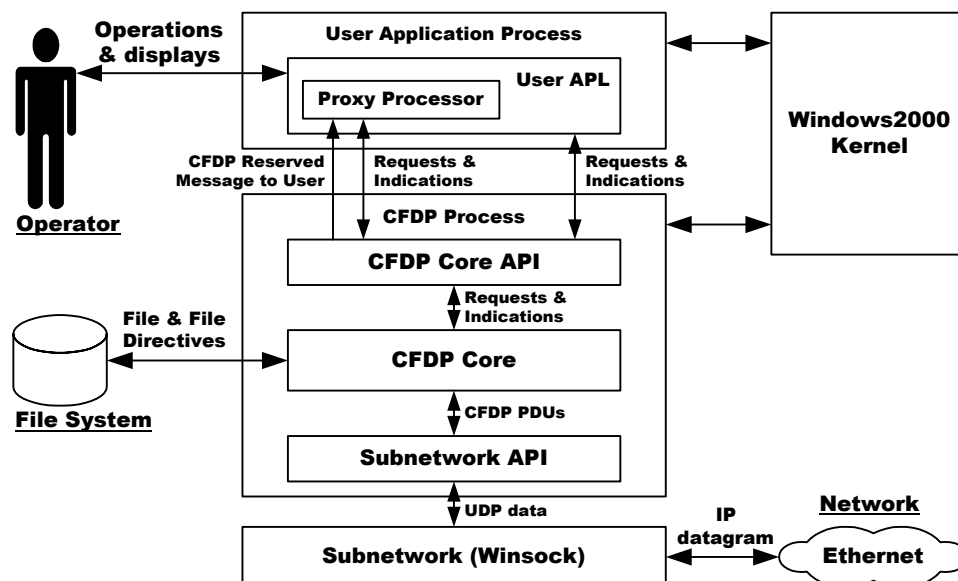 Operations
& displays
User Application Process
User APL
Proxy Processor
Windows2000
Kernel
CFDP Reserved
Message to User
Requests &
Indications
Requests &
Indications
Operator
CFDP Process
CFDP Core API
Requests &
Indications
File & File
Directives
CFDP Core
File System
CFDP PDUs
Subnetwork API
UDP data
Network
IP
datagram
Subnetwork (Winsock)
Ethernet